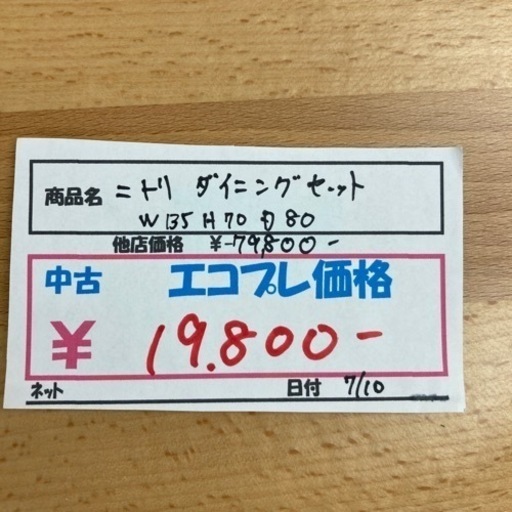 商品名 ニトリ ダイニングセット
W135 H70 D80
他店価格 ¥-79,800-
中古 エコプレ価格
¥19.800-
ネット 日付 7/10